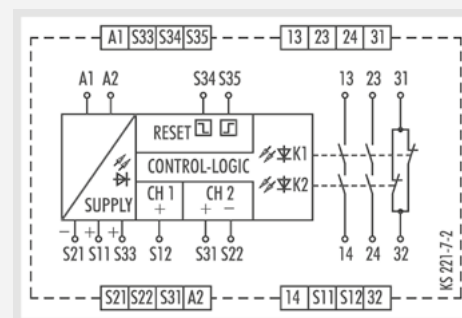 A1 S33 S34 S35 13 23 24 31
A1 A2 S34 S35 13 23 31
RESET
K1
CONTROL-LOGIC
K2
CH 1 CH 2
SUPPLY + + −
− + +
S21 S11 S33 S12 S31 S22 14 24 32
KS 221-7-2
S21 S22 S31 A2 14 S11 S12 32